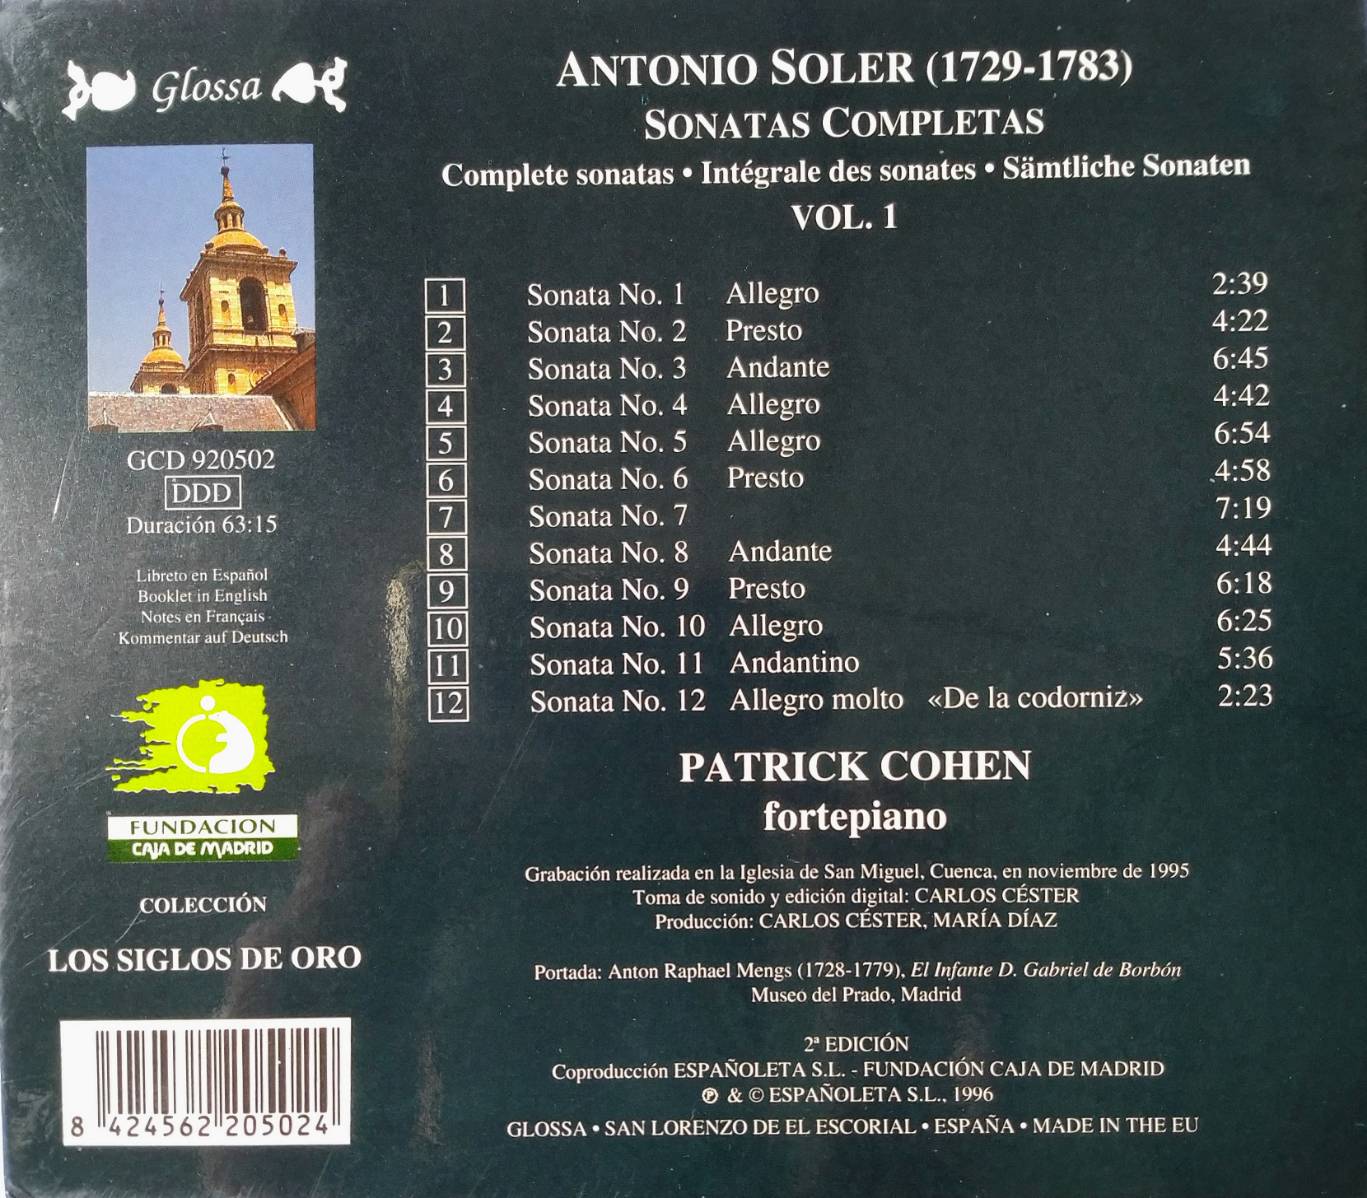 Glossa
GCD 920502
DDD
Duración 63:15
Libreto en Español
Booklet in English
Notes en Français
Kommentar auf Deutsch
FUNDACION
CAJA DE MADRID
COLECCIÓN
LOS SIGLOS DE ORO
8 424562 205024
ANTONIO SOLER (1729-1783)
SONATAS COMPLETAS
Complete sonatas • Intégrale des sonates • Sämtliche Sonaten
VOL. 1
1 Sonata No. 1 Allegro 2:39
2 Sonata No. 2 Presto 4:22
3 Sonata No. 3 Andante 6:45
4 Sonata No. 4 Allegro 4:42
5 Sonata No. 5 Allegro 6:54
6 Sonata No. 6 Presto 4:58
7 Sonata No. 7 7:19
8 Sonata No. 8 Andante 4:44
9 Sonata No. 9 Presto 6:18
10 Sonata No. 10 Allegro 6:25
11 Sonata No. 11 Andantino 5:36
12 Sonata No. 12 Allegro molto «De la codorniz» 2:23
PATRICK COHEN
fortepiano
Grabación realizada en la Iglesia de San Miguel, Cuenca, en noviembre de 1995
Toma de sonido y edición digital: CARLOS CÉSTER
Producción: CARLOS CÉSTER, MARÍA DÍAZ
Portada: Anton Raphael Mengs (1728-1779), El Infante D. Gabriel de Borbón
Museo del Prado, Madrid
2ª EDICIÓN
Coproducción ESPAÑOLETA S.L. - FUNDACIÓN CAJA DE MADRID
℗ & © ESPAÑOLETA S.L., 1996
GLOSSA • SAN LORENZO DE EL ESCORIAL • ESPAÑA • MADE IN THE EU